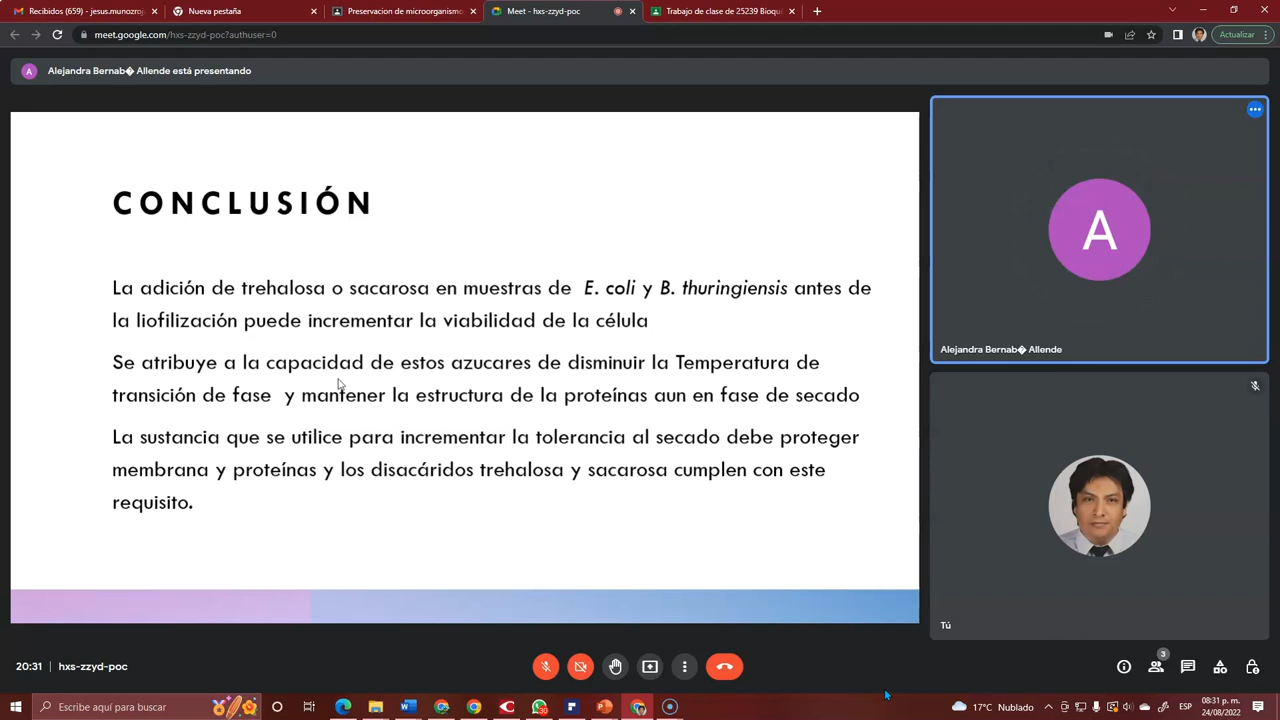 Recibidos (659) - jesus.munozroj
Nueva pestaña
Preservacion de microorganismo
Meet - hxs-zzyd-poc
Trabajo de clase de 25239 Bioqu
meet.google.com/hxs-zzyd-poc?authuser=0
Actualizar
A
Alejandra Bernab� Allende está presentando
CONCLUSIÓN
La adición de trehalosa o sacarosa en muestras de E. coli y B. thuringiensis antes de
la liofilización puede incrementar la viabilidad de la célula
Se atribuye a la capacidad de estos azucares de disminuir la Temperatura de
transición de fase y mantener la estructura de la proteínas aun en fase de secado
La sustancia que se utilice para incrementar la tolerancia al secado debe proteger
membrana y proteínas y los disacáridos trehalosa y sacarosa cumplen con este
requisito.
A
Alejandra Bernab� Allende
Tú
20:31 | hxs-zzyd-poc
3
Escribe aquí para buscar
30
17°C Nublado
ESP
08:31 p. m.
24/08/2022